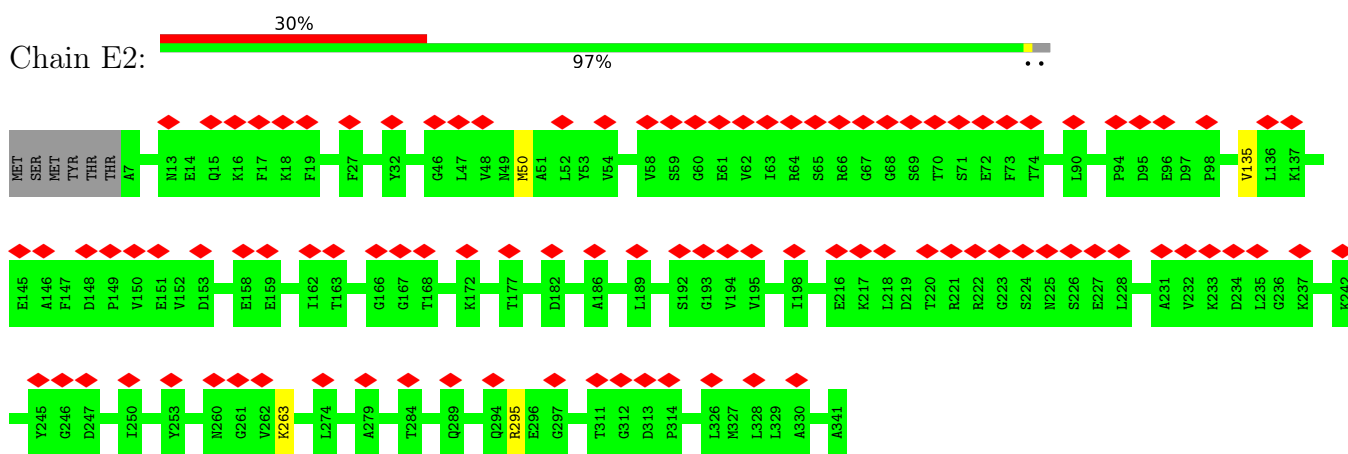 30%
Chain E2:
97%
• •
MET SER MET TYR THR THR A7 N13 E14 Q15 K16 F17 K18 F19 F27 Y32 G46 L47 V48 N49 M50 A51 L52 Y53 V54 V58 S59 G60 E61 V62 I63 R64 S65 R66 G67 G68 S69 T70 S71 E72 F73 T74 L90 P94 D95 E96 D97 P98 V135 L136 K137
E145 A146 F147 D148 P149 V150 E151 V152 D153 E158 E159 I162 T163 G166 G167 T168 K172 T177 D182 A186 L189 S192 G193 V194 V195 I198 E216 K217 L218 D219 T220 R221 R222 G223 S224 N225 S226 E227 L228 A231 V232 K233 D234 L235 G236 K237 K242
Y245 G246 D247 I250 Y253 N260 G261 V262 K263 L274 A279 T284 Q289 Q294 R295 E296 G297 T311 G312 D313 P314 L326 M327 L328 L329 A330 A341